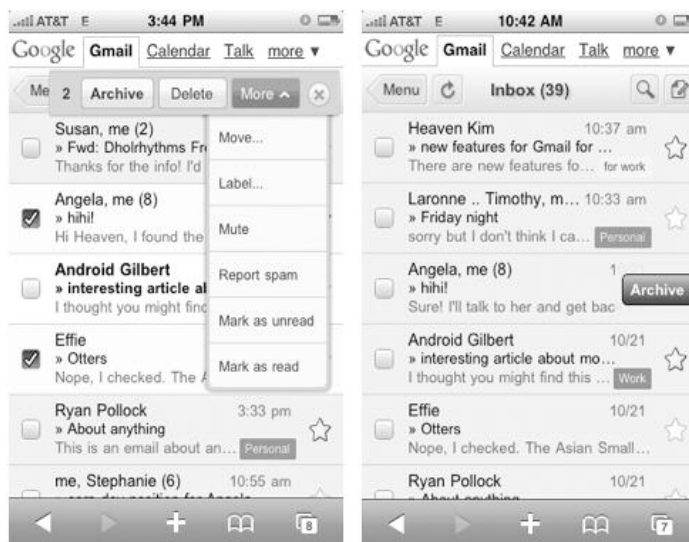 AT&T E 3:44 PM
Google Gmail Calendar Talk more ▼
Me 2 Archive Delete More
Susan, me (2)
» Fwd: Dholrhythms Fr
Thanks for the info! I'd
Angela, me (8)
» hihi!
Hi Heaven, I found the
Android Gilbert
» interesting article al
I thought you might find
Effie
» Otters
Nope, I checked. The A
Move...
Label...
Mute
Report spam
Mark as unread
Mark as read
Ryan Pollock 3:33 pm
» About anything
This is an email about an... Personal
me, Stephanie (6) 10:55 am
8
AT&T E 10:42 AM
Google Gmail Calendar Talk more ▼
Menu Inbox (39)
Heaven Kim 10:37 am
» new features for Gmail for ...
There are new features fo... for work
Laronne .. Timothy, m... 10:33 am
» Friday night
sorry but I don't think I ca... Personal
Angela, me (8) 1
» hihi!
Archive
Sure! I'll talk to her and get bac
Android Gilbert 10/21
» interesting article about mo...
I thought you might find this ... Work
Effie 10/21
» Otters
Nope, I checked. The Asian Small...
Ryan Pollock 10/21
» About anything
7